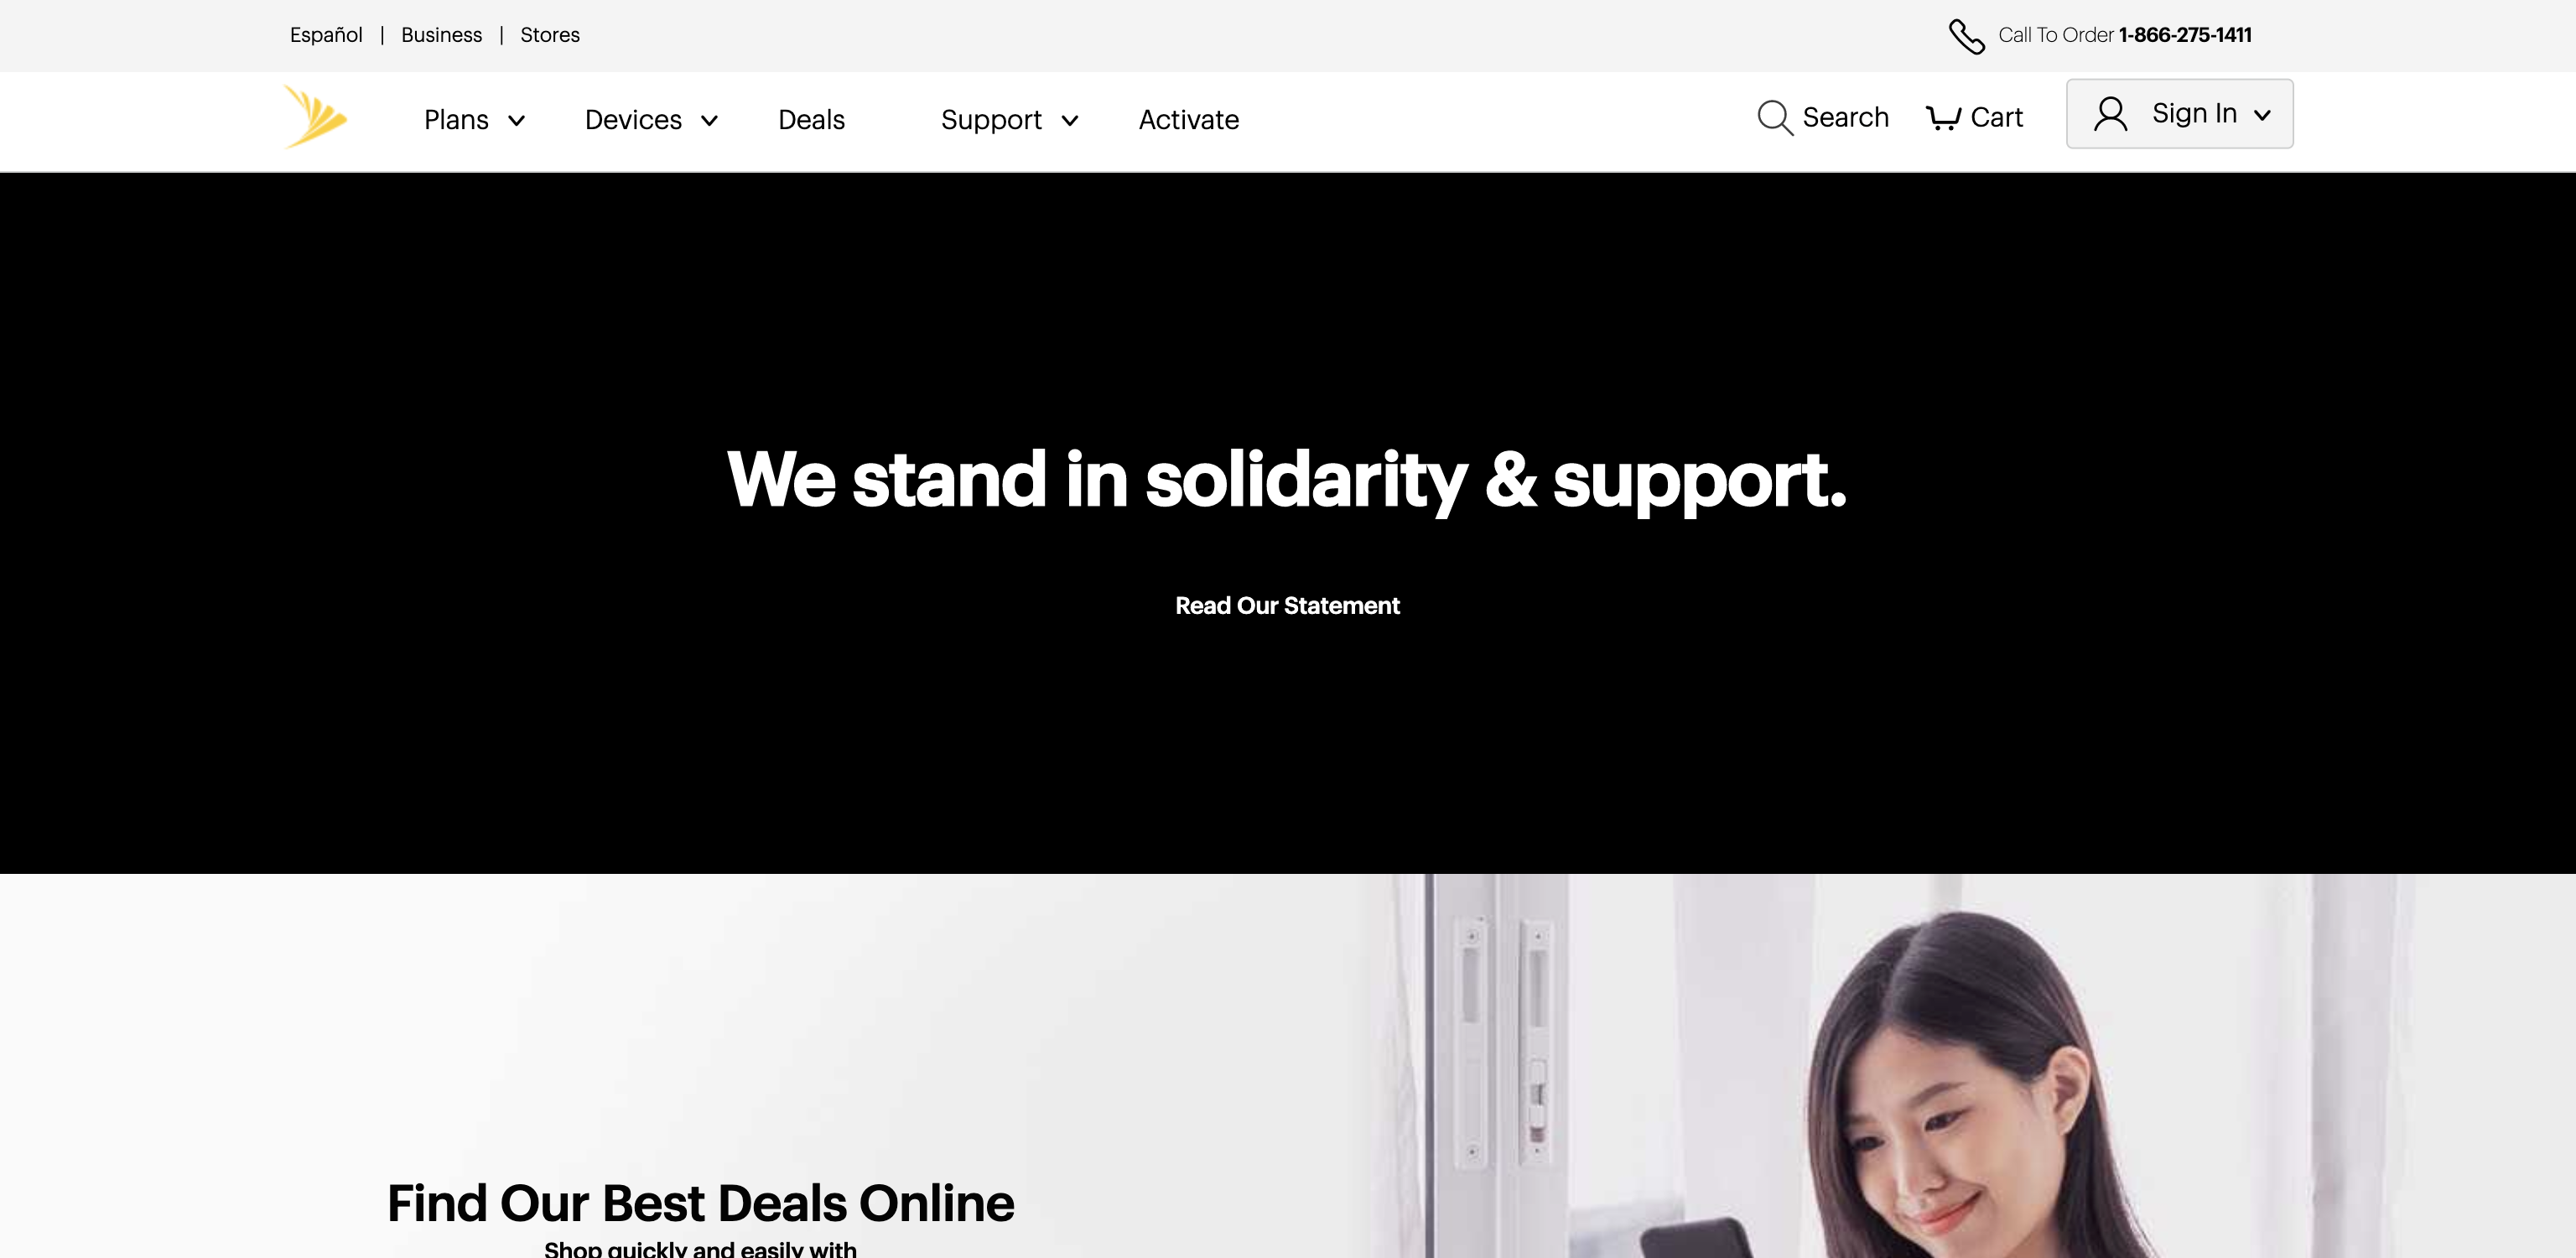 Español | Business | Stores
Call To Order 1-866-275-1411
Plans Devices Deals Support Activate
Search Cart Sign In
We stand in solidarity & support.
Read Our Statement
Find Our Best Deals Online
Shop quickly and easily with